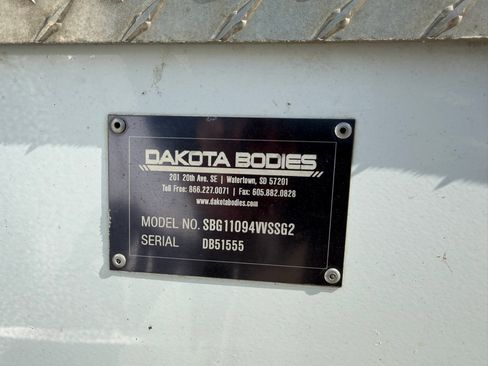 DAKOTA BODIES
201 20th Ave. SE | Watertown, SD 57201
Toll Free: 866.227.0071 | Fax: 605.882.0828
www.dakotabodies.com
MODEL NO. SBG11094VVSSG2
SERIAL DB51555